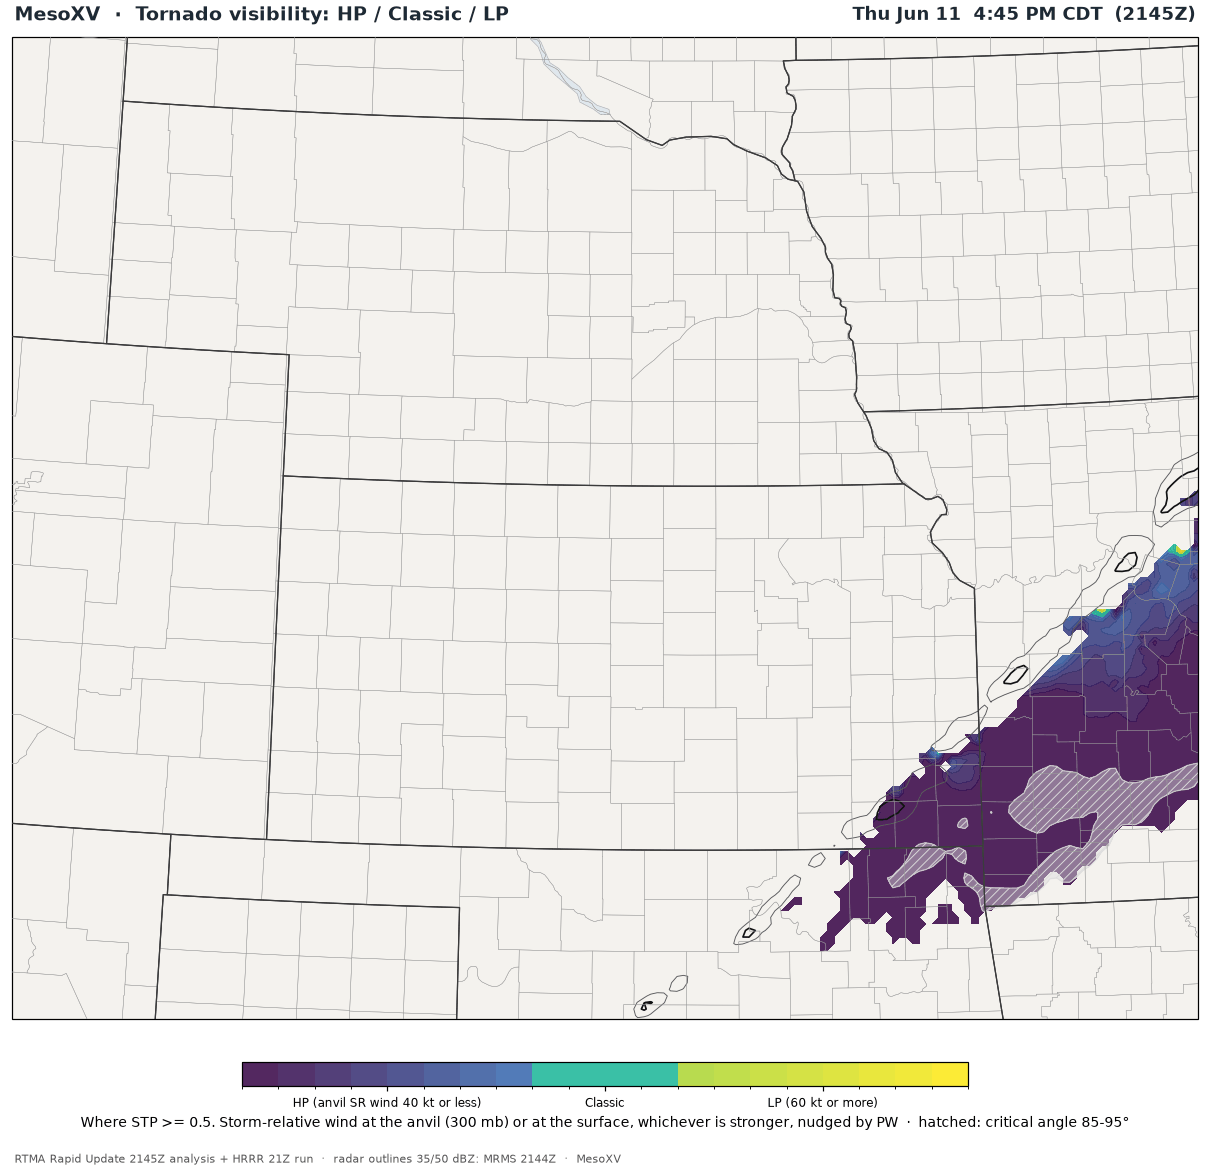 MesoXV · Tornado visibility: HP / Classic / LP
Thu Jun 11 4:45 PM CDT (2145Z)
HP (anvil SR wind 40 kt or less)
Classic
LP (60 kt or more)
Where STP >= 0.5. Storm-relative wind at the anvil (300 mb) or at the surface, whichever is stronger, nudged by PW · hatched: critical angle 85-95°
RTMA Rapid Update 2145Z analysis + HRRR 21Z run · radar outlines 35/50 dBZ: MRMS 2144Z · MesoXV